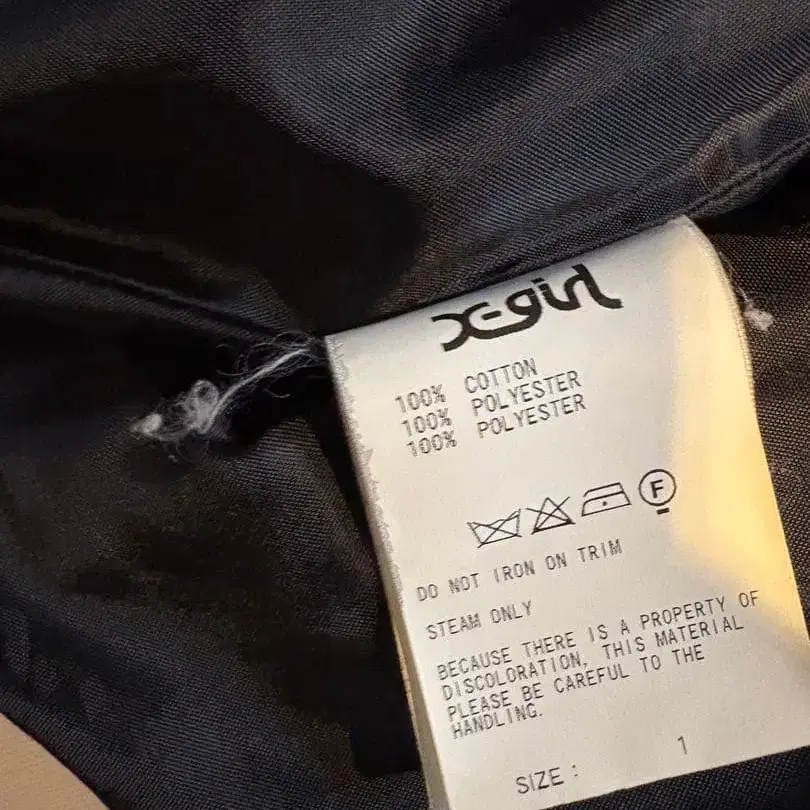 X-girl
100% COTTON
100% POLYESTER
100% POLYESTER
F
DO NOT IRON ON TRIM
STEAM ONLY
BECAUSE THERE IS A PROPERTY OF
DISCOLORATION, THIS MATERIAL
PLEASE BE CAREFUL TO THE
HANDLING.
SIZE : 1